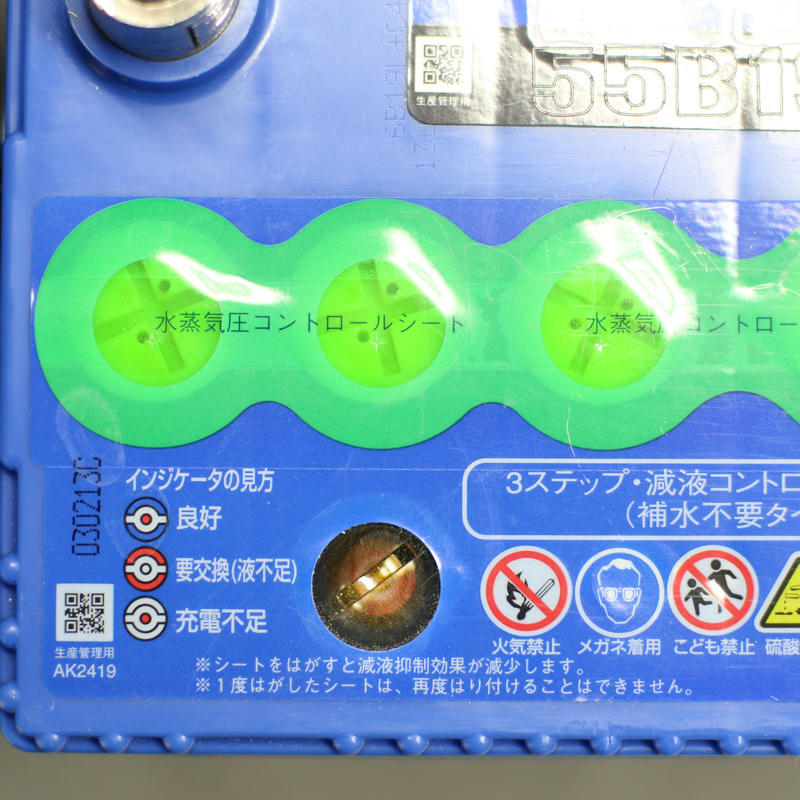 生産管理用
55B19
水蒸気圧コントロールシート
水蒸気圧コントロー
030213C
インジケータの見方
良好
要交換(液不足)
充電不足
生産管理用
AK2419
3ステップ・減液コントロ
(補水不要タイ
火気禁止
メガネ着用
こども禁止
硫酸
※シートをはがすと減液抑制効果が減少します。
※1度はがしたシートは、再度はり付けることはできません。